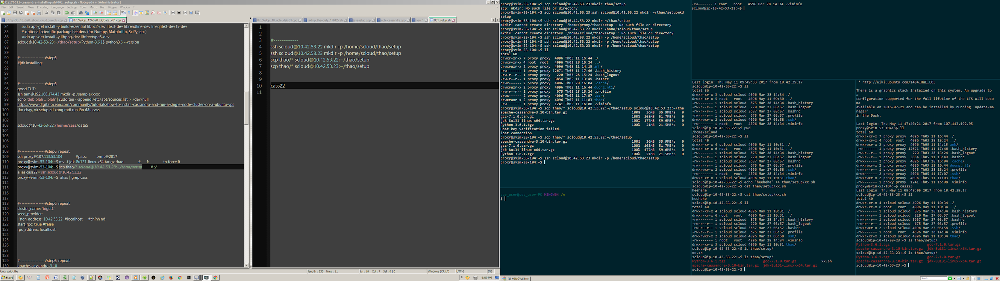 E:\170511-cassandra-installing-sh\001_setup.sh - Notepad++ [Administrator]
File Edit Search View Encoding Language Settings Tools Macro Run Plugins Window ?
07_SysOp_10_draft_about_cloud.projects.cpp
07_SysOp_12Adraft_bigData_v01.cpp
84 sudo apt-get install -y build-essential libbz2-dev libssl-dev libreadline-dev libsqlite3-dev tk-dev
85 # optional scientific package headers (for Numpy, Matplotlib, SciPy, etc.)
86 sudo apt-get install -y libpng-dev libfreetype6-dev
87 scloud@10-42-53-23:~/thao/setup/Python-3.6.1$ python3.6 --version
88
89
90 #----------------#step6:
91 #jdk installing:
92
93
94
95 #----------------#step6:
96 good TUT:
97 ssh tam@192.168.174.43 mkdir -p /sample/xxxx
98 echo 'deb blah ... blah' | sudo tee --append /etc/apt/sources.list > /dev/null
99 https://www.digitalocean.com/community/tutorials/how-to-install-cassandra-and-run-a-single-node-cluster-on-a-ubuntu-vps
100 -ko chạy, và setup all xong mới run lần đầu cass
101
102
103 scloud@10-42-53-22:/home/cass/data$
104
105
106
107
108 #----------------#step6: repeat:
109 ssh proxy@107.113.53.104 #pass: svmc@2017
110 proxy@svim-53-104:~$ mv -f jdk-8u131-linux-x64.tar.gz thao # f: to force it
111 proxy@svim-53-104:~$ scp thao/* scloud@10.42.53.23:~/thao/setup #*/
112 alias cass22='ssh scloud@10.42.53.22'
113 proxy@svim-53-104:~$ alias | grep cass
114
115
116
117
118 #----------------#step6: repeat:
119 cluster_name: 'bigct1'
120 seed_provider:
121 listen_address: 10.42.53.22 #localhost #chính nó
122 start_rpc: true #false
123 rpc_address: localhost
124
125
126
127
128
129 #----------------#step6: repeat:
130 apache-cassandra-3.10
07_SysOp_10_note_daily01.cpp
tsktmp_thaodaily_170427.sh
javasetup.cpp
note-cassandra.cpp
new 1
001_setup.sh
1
2
3 #------------
4 ssh scloud@10.42.53.22 mkdir -p /home/scloud/thao/setup
5 ssh scloud@10.42.53.23 mkdir -p /home/scloud/thao/setup
6 scp thao/* scloud@10.42.53.22:~/thao/setup
7 scp thao/* scloud@10.42.53.23:~/thao/setup
8
9
10 cass22
11
Unix script file
length : 235 lines : 11
Ln : 10 Col : 7 Sel : 0 | 0
Windows (CR LF)
UTF-8
INS
Start
6:09 PM
proxy@svim-53-104:~$ scp scloud@10.42.53.23:mkdir thao/setup
scp: mkdir: No such file or directory
proxy@svim-53-104:~$ scp scloud@10.42.53.23:ssh scloud@10.42.53.22 mkdir ~/thao/setupmkd
setup
proxy@svim-53-104:~$ ssh scloud@10.42.53.22 mkdir ~/thao/setup
mkdir: cannot create directory '/home/proxy/thao/setup': No such file or directory
proxy@svim-53-104:~$ ssh scloud@10.42.53.22 mkdir /home/scloud/thao/setup
mkdir: cannot create directory '/home/scloud/thao/setup': No such file or directory
proxy@svim-53-104:~$ ssh scloud@10.42.53.22 mkdir -p /home/scloud/thao/setup
proxy@svim-53-104:~$ ssh scloud@10.42.53.22 mkdir -p /home/scloud/thao/setup
proxy@svim-53-104:~$ ssh scloud@10.42.53.23 mkdir -p /home/scloud/thao/setup
proxy@svim-53-104:~$ ll
total 60
drwxr-xr-x 7 proxy proxy 4096 Th05 11 16:44 ./
drwxr-xr-x 4 root root 4096 Th03 28 15:24 ../
drwxrwxr-x 2 proxy proxy 4096 Th05 11 14:15 anh/
-rw------- 1 proxy proxy 12671 Th05 11 17:46 .bash_history
-rw-r--r-- 1 proxy proxy 220 Th03 28 15:24 .bash_logout
-rw-r--r-- 1 proxy proxy 3854 Th05 11 13:49 .bashrc
drwx------ 2 proxy proxy 4096 Th03 28 16:04 .cache/
drwxrwxr-x 2 proxy proxy 4096 Th05 11 16:44 duong.nt1/
-rw-r--r-- 1 proxy proxy 675 Th03 28 15:24 .profile
drwx------ 2 proxy proxy 4096 Th05 11 17:07 .ssh/
drwxrwxr-x 2 proxy proxy 4096 Th05 11 11:03 thao/
-rw------- 1 proxy proxy 1241 Th05 11 16:08 .viminfo
proxy@svim-53-104:~$ scp thao/* scloud@10.42.53.22:~/thao/setup scloud@10.42.53.23:~/tha
apache-cassandra-3.10-bin.tar.gz 100% 36MB 35.9MB/s 0
gcc-7.1.0.tar.gz 100% 103MB 51.7MB/s 0
jdk-8u131-linux-x64.tar.gz 100% 177MB 59.0MB/s 0
Python-3.6.1.tgz 100% 21MB 21.5MB/s 0
Host key verification failed.
lost connection
proxy@svim-53-104:~$ scp thao/* scloud@10.42.53.22:~/thao/setup
apache-cassandra-3.10-bin.tar.gz 100% 36MB 35.9MB/s 0
gcc-7.1.0.tar.gz 100% 103MB 51.7MB/s 0
jdk-8u131-linux-x64.tar.gz 100% 177MB 59.0MB/s 0
Python-3.6.1.tgz 100% 21MB 21.5MB/s 0
proxy@svim-53-104:~$ ssh scloud@10.42.53.23 mkdir -p /home/scloud/thao/setup
proxy@svim-53-104:~$
sev_user@sev_user-PC MINGW64 /e
$
-rw------- 1 root root 4596 Mar 28 14:34 .viminfo
scloud@ip-10-42-53-22:~$
Last login: Thu May 11 09:49:33 2017 from 10.42.39.17
scloud@ip-10-42-53-22:~$ ll
total 36
drwxr-xr-x 3 scloud scloud 4096 Mar 28 14:34 ./
drwxr-xr-x 5 root root 4096 May 11 09:30 ../
-rw------- 1 scloud scloud 875 Mar 28 14:34 .bash_history
-rw-r--r-- 1 scloud scloud 220 Mar 27 03:57 .bash_logout
-rw-r--r-- 1 scloud scloud 3637 Mar 27 03:57 .bashrc
-rw-r--r-- 1 scloud scloud 675 Mar 27 03:57 .profile
drwxrwxr-x 2 scloud scloud 4096 Mar 27 03:58 .ssh/
-rw------- 1 root root 4596 Mar 28 14:34 .viminfo
scloud@ip-10-42-53-22:~$ pwd
/home/scloud
scloud@ip-10-42-53-22:~$ ll
total 40
drwxr-xr-x 4 scloud scloud 4096 May 11 10:31 ./
drwxr-xr-x 6 root root 4096 May 11 10:31 ../
-rw------- 1 scloud scloud 875 Mar 28 14:34 .bash_history
-rw-r--r-- 1 scloud scloud 220 Mar 27 03:57 .bash_logout
-rw-r--r-- 1 scloud scloud 3637 Mar 27 03:57 .bashrc
-rw-r--r-- 1 scloud scloud 675 Mar 27 03:57 .profile
drwxrwxr-x 2 scloud scloud 4096 Mar 27 03:58 .ssh/
-rw------- 1 root root 4596 Mar 28 14:34 .viminfo
drwxr-xr-x 3 scloud scloud 4096 May 11 10:31 thao/
scloud@ip-10-42-53-22:~$ echo "heehehe" >> thao/setup/xx.sh
scloud@ip-10-42-53-22:~$ cat thao/setup/xx.sh
heehehe
scloud@ip-10-42-53-22:~$ cat thao/setup/xx.sh
heehehe
scloud@ip-10-42-53-22:~$ ll
total 40
drwxr-xr-x 4 scloud scloud 4096 May 11 10:31 ./
drwxr-xr-x 6 root root 4096 May 11 10:31 ../
-rw------- 1 scloud scloud 875 Mar 28 14:34 .bash_history
-rw-r--r-- 1 scloud scloud 220 Mar 27 03:57 .bash_logout
-rw-r--r-- 1 scloud scloud 3637 Mar 27 03:57 .bashrc
-rw-r--r-- 1 scloud scloud 675 Mar 27 03:57 .profile
drwxrwxr-x 2 scloud scloud 4096 Mar 27 03:58 .ssh/
-rw------- 1 root root 4596 Mar 28 14:34 .viminfo
drwxr-xr-x 3 scloud scloud 4096 May 11 10:31 thao/
scloud@ip-10-42-53-22:~$ ls thao/setup/
xx.sh
scloud@ip-10-42-53-22:~$ ls thao/setup/
Python-3.6.1.tgz gcc-7.1.0.tar.gz xx.sh
apache-cassandra-3.10-bin.tar.gz jdk-8u131-linux-x64.tar.gz
scloud@ip-10-42-53-22:~$
* http://wiki.ubuntu.com/1404_HWE_EOL
There is a graphics stack installed on this system. An upgrade to
a
configuration supported for the full lifetime of the LTS will beco
me
available on 2016-07-21 and can be installed by running 'update-ma
nager'
in the Dash.
Last login: Thu May 11 17:40:21 2017 from 107.113.192.95
proxy@svim-53-104:~$ ll
total 60
drwxr-xr-x 7 proxy proxy 4096 Th05 11 16:44 ./
drwxr-xr-x 4 root root 4096 Th03 28 15:24 ../
drwxrwxr-x 2 proxy proxy 4096 Th05 11 14:15 anh/
-rw------- 1 proxy proxy 12671 Th05 11 17:46 .bash_history
-rw-r--r-- 1 proxy proxy 220 Th03 28 15:24 .bash_logout
-rw-r--r-- 1 proxy proxy 3854 Th05 11 13:49 .bashrc
drwx------ 2 proxy proxy 4096 Th03 28 16:04 .cache/
drwxrwxr-x 2 proxy proxy 4096 Th05 11 16:44 duong.nt1/
-rw-r--r-- 1 proxy proxy 675 Th03 28 15:24 .profile
drwx------ 2 proxy proxy 4096 Th05 11 17:07 .ssh/
drwxrwxr-x 2 proxy proxy 4096 Th05 11 11:03 thao/
-rw------- 1 proxy proxy 1241 Th05 11 16:08 .viminfo
proxy@svim-53-104:~$ cass23
Last login: Thu May 11 09:49:05 2017 from 10.42.39.17
scloud@ip-10-42-53-23:~$ ll
total 40
drwxr-xr-x 4 scloud scloud 4096 May 11 10:34 ./
drwxr-xr-x 6 root root 4096 May 11 10:34 ../
-rw------- 1 scloud scloud 875 Mar 28 14:34 .bash_history
-rw-r--r-- 1 scloud scloud 220 Mar 27 03:57 .bash_logout
-rw-r--r-- 1 scloud scloud 3637 Mar 27 03:57 .bashrc
-rw-r--r-- 1 scloud scloud 675 Mar 27 03:57 .profile
drwxrwxr-x 2 scloud scloud 4096 Mar 27 03:58 .ssh/
-rw------- 1 root root 4596 Mar 28 14:34 .viminfo
drwxr-xr-x 3 scloud scloud 4096 May 11 10:34 thao/
scloud@ip-10-42-53-23:~$ ls thao/setup/
Python-3.6.1.tgz gcc-7.1.0.tar.gz
apache-cassandra-3.10-bin.tar.gz jdk-8u131-linux-x64.tar.gz
scloud@ip-10-42-53-23:~$ ls thao/setup/
Python-3.6.1.tgz gcc-7.1.0.tar.gz
apache-cassandra-3.10-bin.tar.gz jdk-8u131-linux-x64.tar.gz
scloud@ip-10-42-53-23:~$
[1] MINGW64:/e
Search